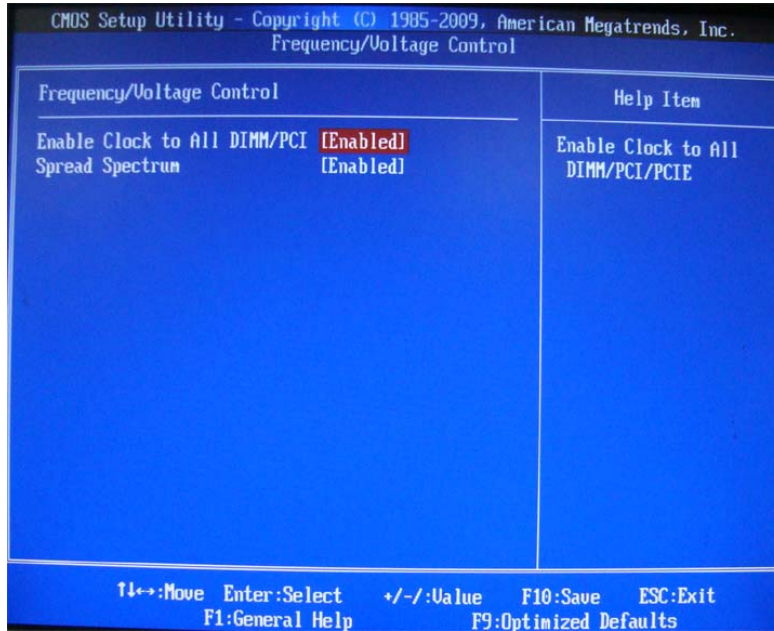 CMOS Setup Utility - Copyright (C) 1985-2009, American Megatrends, Inc.
Frequency/Voltage Control
Frequency/Voltage Control
Help Item
Enable Clock to All DIMM/PCI [Enabled]
Spread Spectrum [Enabled]
Enable Clock to All
DIMM/PCI/PCIE
↑↓←→:Move Enter:Select +/-/:Value F10:Save ESC:Exit
F1:General Help F9:Optimized Defaults